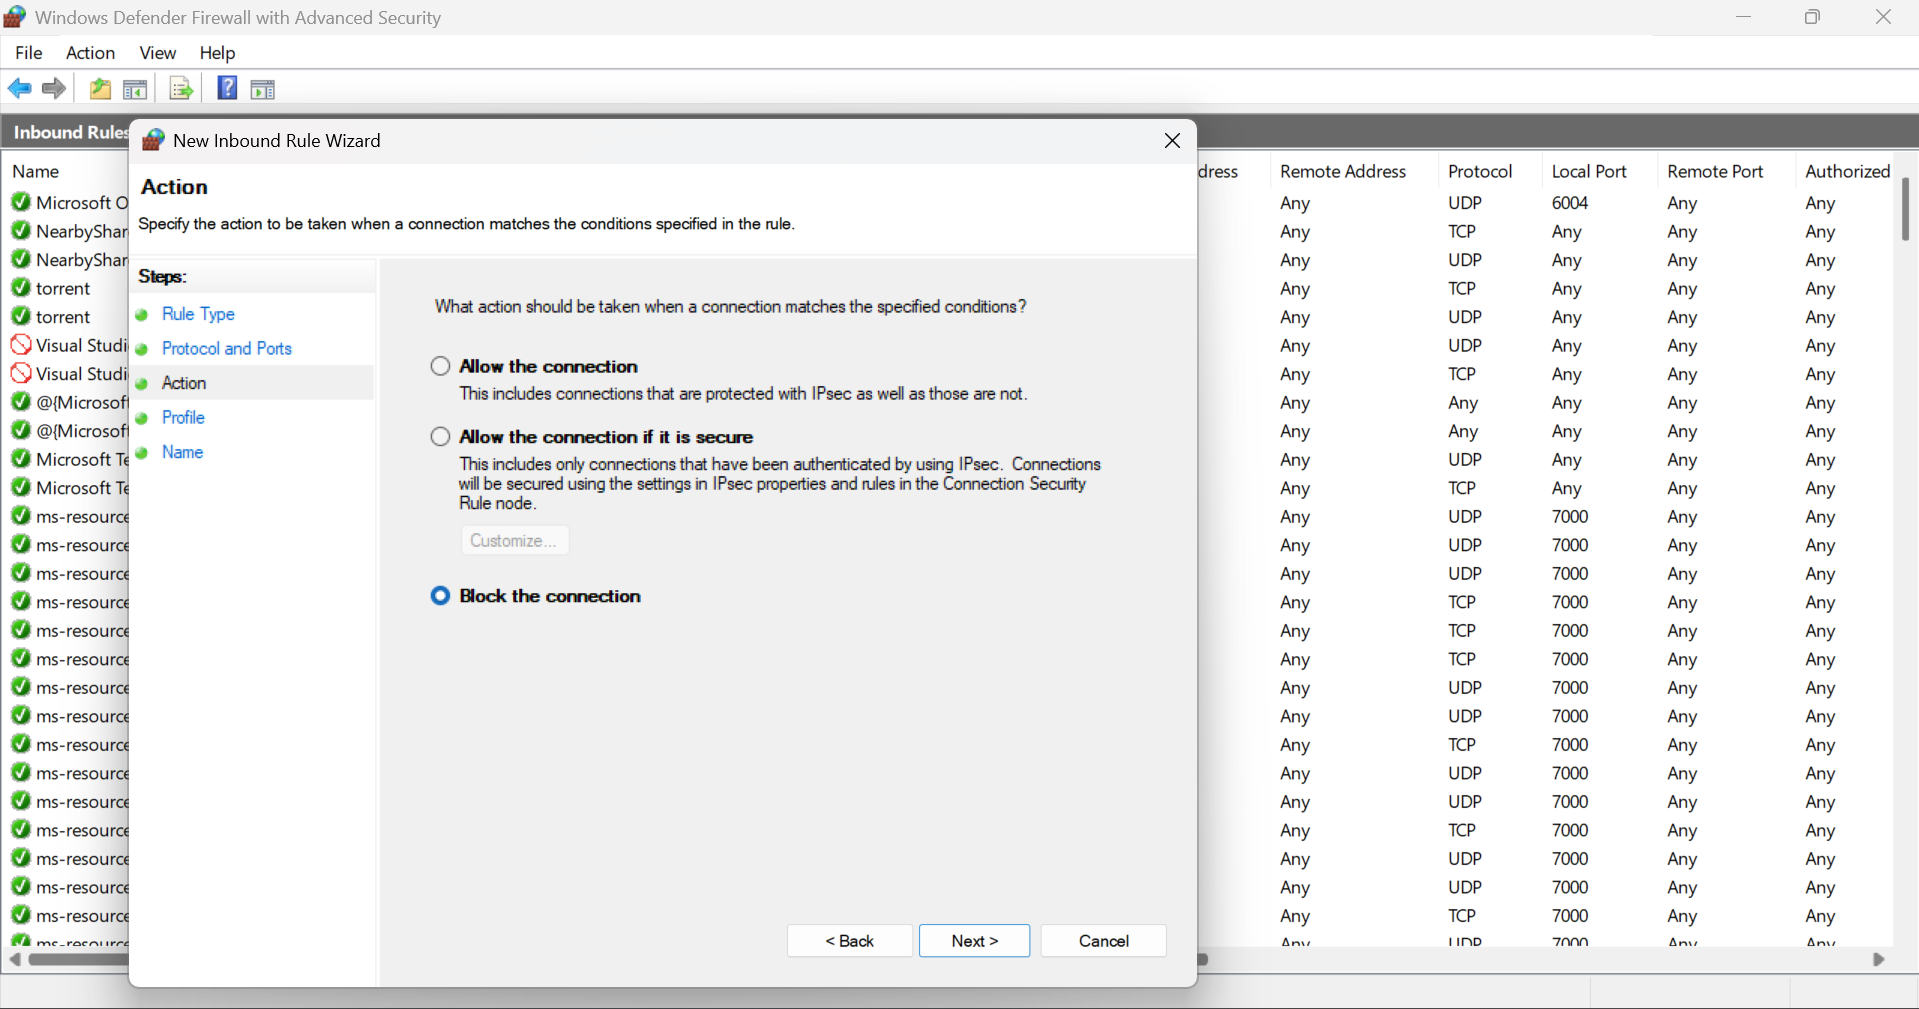 Windows Defender Firewall with Advanced Security
File Action View Help
Inbound Rules
New Inbound Rule Wizard
Action
Specify the action to be taken when a connection matches the conditions specified in the rule.
Steps:
Rule Type
Protocol and Ports
Action
Profile
Name
What action should be taken when a connection matches the specified conditions?
Allow the connection
This includes connections that are protected with IPsec as well as those are not.
Allow the connection if it is secure
This includes only connections that have been authenticated by using IPsec. Connections
will be secured using the settings in IPsec properties and rules in the Connection Security
Rule node.
Customize...
Block the connection
< Back Next > Cancel
Name dress Remote Address Protocol Local Port Remote Port Authorized
Microsoft O Any UDP 6004 Any Any
NearbyShar Any TCP Any Any Any
NearbyShar Any UDP Any Any Any
torrent Any TCP Any Any Any
torrent Any UDP Any Any Any
Visual Studi Any UDP Any Any Any
Visual Studi Any TCP Any Any Any
@{Microsoft Any Any Any Any Any
@{Microsoft Any Any Any Any Any
Microsoft Te Any UDP Any Any Any
Microsoft Te Any TCP Any Any Any
ms-resource Any UDP 7000 Any Any
ms-resource Any UDP 7000 Any Any
ms-resource Any UDP 7000 Any Any
ms-resource Any TCP 7000 Any Any
ms-resource Any TCP 7000 Any Any
ms-resource Any TCP 7000 Any Any
ms-resource Any UDP 7000 Any Any
ms-resource Any UDP 7000 Any Any
ms-resource Any TCP 7000 Any Any
ms-resource Any UDP 7000 Any Any
ms-resource Any UDP 7000 Any Any
ms-resource Any TCP 7000 Any Any
ms-resource Any UDP 7000 Any Any
ms-resource Any UDP 7000 Any Any
ms-resource Any TCP 7000 Any Any
ms-resource Any UDP 7000 Any Any